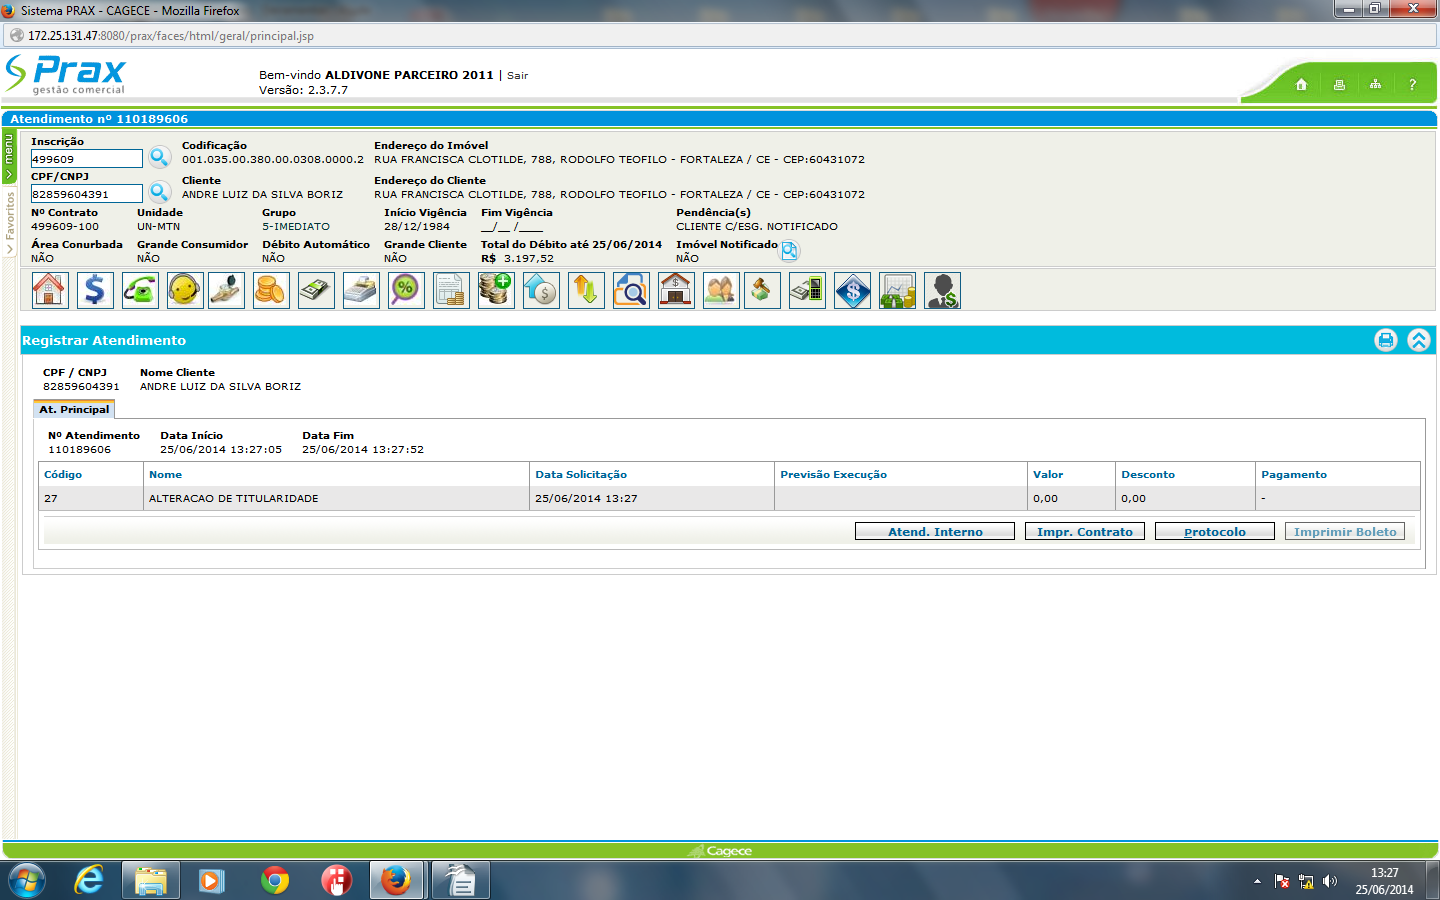 Sistema PRAX - CAGECE - Mozilla Firefox
172.25.131.47:8080/prax/faces/html/geral/principal.jsp
Prax
gestão comercial
Bem-vindo ALDIVONE PARCEIRO 2011 | Sair
Versão: 2.3.7.7
?
Atendimento nº 110189606
menu
Favoritos
Inscrição Codificação Endereço do Imóvel
499609 001.035.00.380.00.0308.0000.2 RUA FRANCISCA CLOTILDE, 788, RODOLFO TEOFILO - FORTALEZA / CE - CEP:60431072
CPF/CNPJ Cliente Endereço do Cliente
82859604391 ANDRE LUIZ DA SILVA BORIZ RUA FRANCISCA CLOTILDE, 788, RODOLFO TEOFILO - FORTALEZA / CE - CEP:60431072
Nº Contrato Unidade Grupo Início Vigência Fim Vigência Pendência(s)
499609-100 UN-MTN 5-IMEDIATO 28/12/1984 __/__ /____ CLIENTE C/ESG. NOTIFICADO
Área Conurbada Grande Consumidor Débito Automático Grande Cliente Total do Débito até 25/06/2014 Imóvel Notificado
NÃO NÃO NÃO NÃO R$ 3.197,52 NÃO
Registrar Atendimento
CPF / CNPJ Nome Cliente
82859604391 ANDRE LUIZ DA SILVA BORIZ
At. Principal
Nº Atendimento Data Início Data Fim
110189606 25/06/2014 13:27:05 25/06/2014 13:27:52
Código Nome Data Solicitação Previsão Execução Valor Desconto Pagamento
27 ALTERACAO DE TITULARIDADE 25/06/2014 13:27 0,00 0,00 -
Atend. Interno Impr. Contrato Protocolo Imprimir Boleto
Cagece
13:27
25/06/2014